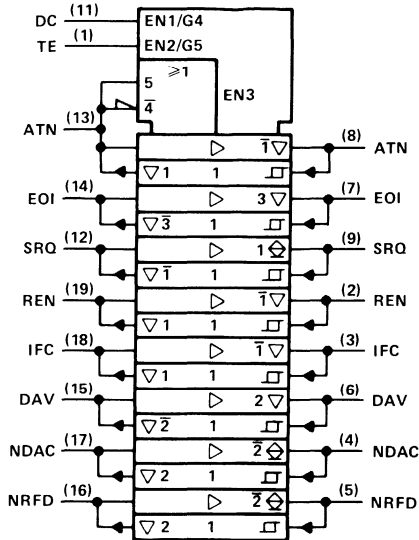 DC (11) EN1/G4
TE (1) EN2/G5
⩾1
5 EN3
4̅
ATN (13)
▷ 1̅ ▽ (8) ATN
▽ 1 1
EOI (14) ▷ 3 ▽ (7) EOI
▽ 3̅ 1
SRQ (12) ▷ 1 (9) SRQ
▽ 1̅ 1
REN (19) ▷ 1̅ ▽ (2) REN
▽ 1 1
IFC (18) ▷ 1̅ ▽ (3) IFC
▽ 1 1
DAV (15) ▷ 2 ▽ (6) DAV
▽ 2̅ 1
NDAC (17) ▷ 2̅ (4) NDAC
▽ 2 1
NRFD (16) ▷ 2̅ (5) NRFD
▽ 2 1